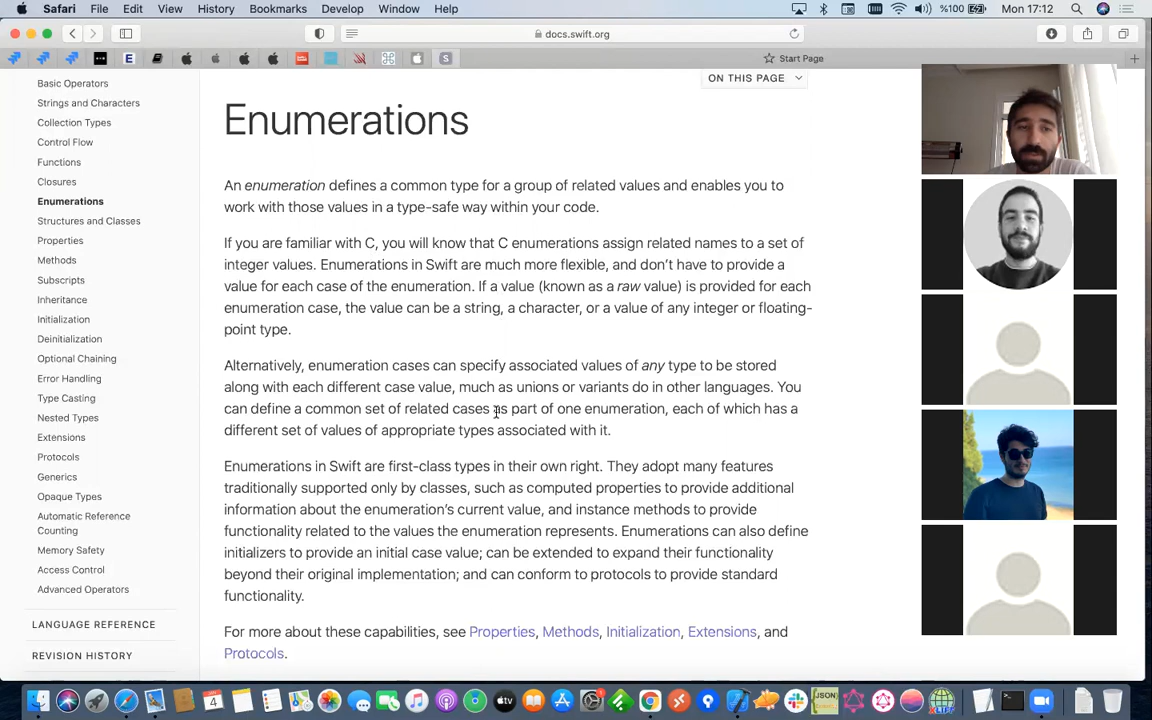 Safari File Edit View History Bookmarks Develop Window Help %100 Mon 17:12
docs.swift.org
Start Page
Basic Operators
Strings and Characters
Collection Types
Control Flow
Functions
Closures
Enumerations
Structures and Classes
Properties
Methods
Subscripts
Inheritance
Initialization
Deinitialization
Optional Chaining
Error Handling
Type Casting
Nested Types
Extensions
Protocols
Generics
Opaque Types
Automatic Reference
Counting
Memory Safety
Access Control
Advanced Operators
LANGUAGE REFERENCE
REVISION HISTORY
ON THIS PAGE
Enumerations
An enumeration defines a common type for a group of related values and enables you to
work with those values in a type-safe way within your code.
If you are familiar with C, you will know that C enumerations assign related names to a set of
integer values. Enumerations in Swift are much more flexible, and don’t have to provide a
value for each case of the enumeration. If a value (known as a raw value) is provided for each
enumeration case, the value can be a string, a character, or a value of any integer or floating-
point type.
Alternatively, enumeration cases can specify associated values of any type to be stored
along with each different case value, much as unions or variants do in other languages. You
can define a common set of related cases as part of one enumeration, each of which has a
different set of values of appropriate types associated with it.
Enumerations in Swift are first-class types in their own right. They adopt many features
traditionally supported only by classes, such as computed properties to provide additional
information about the enumeration’s current value, and instance methods to provide
functionality related to the values the enumeration represents. Enumerations can also define
initializers to provide an initial case value; can be extended to expand their functionality
beyond their original implementation; and can conform to protocols to provide standard
functionality.
For more about these capabilities, see Properties, Methods, Initialization, Extensions, and
Protocols.